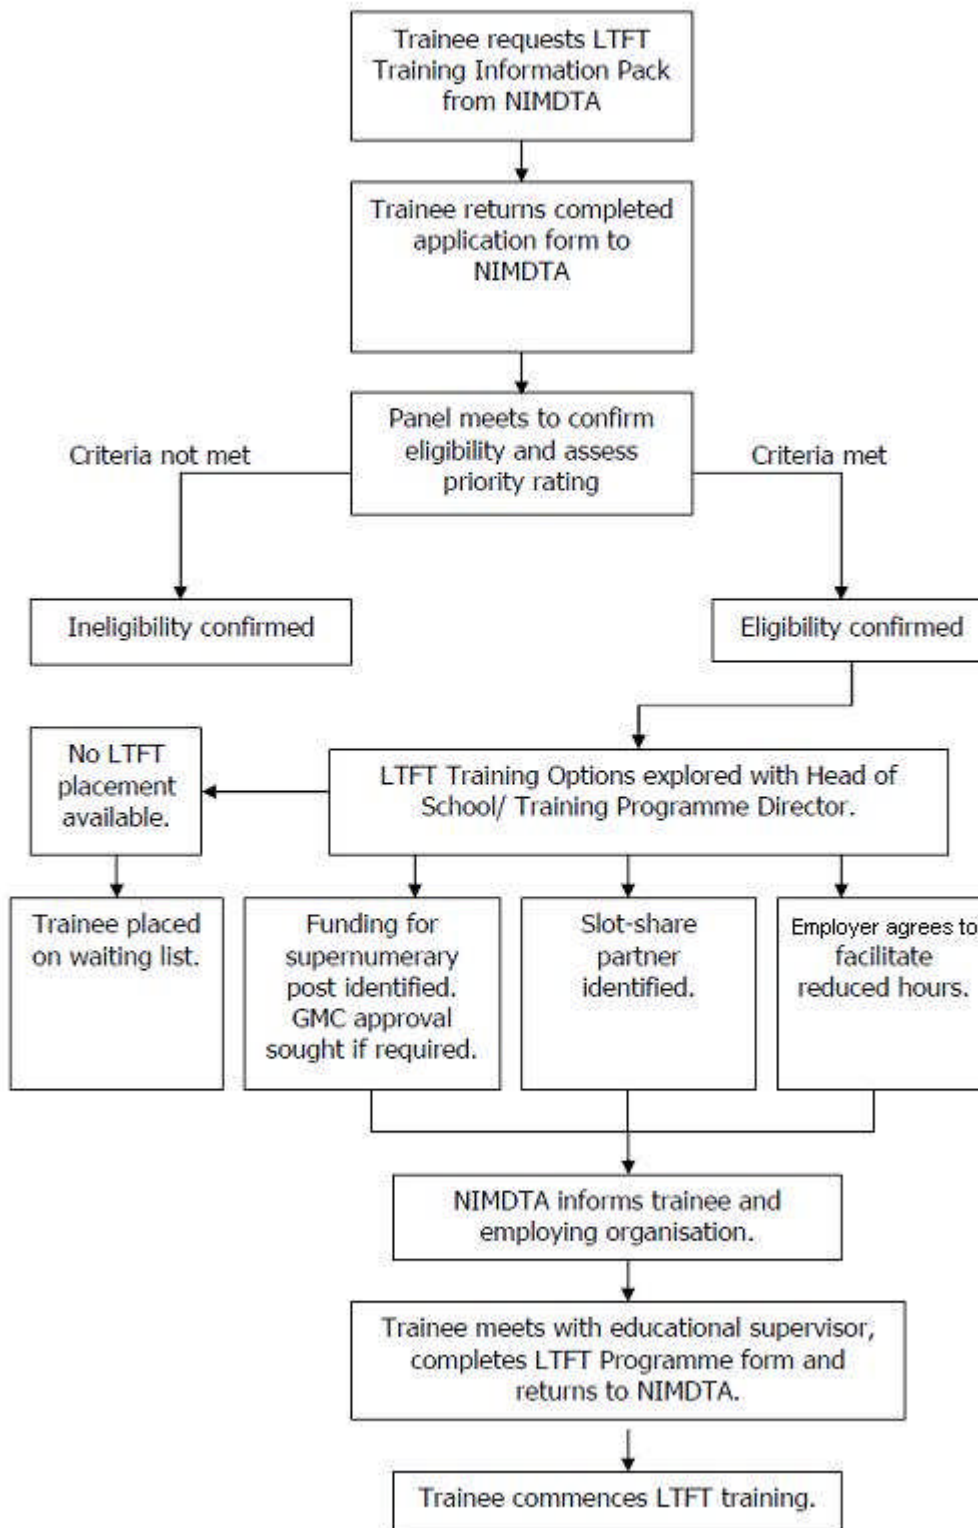 Trainee requests LTFT
Training Information Pack
from NIMDTA
Trainee returns completed
application form to
NIMDTA
Panel meets to confirm
eligibility and assess
priority rating
Criteria not met
Criteria met
Ineligibility confirmed
Eligibility confirmed
No LTFT
placement
available.
LTFT Training Options explored with Head of
School/ Training Programme Director.
Trainee placed
on waiting list.
Funding for
supernumerary
post identified.
GMC approval
sought if required.
Slot-share
partner
identified.
Employer agrees to
facilitate
reduced hours.
NIMDTA informs trainee and
employing organisation.
Trainee meets with educational supervisor,
completes LTFT Programme form and
returns to NIMDTA.
Trainee commences LTFT training.